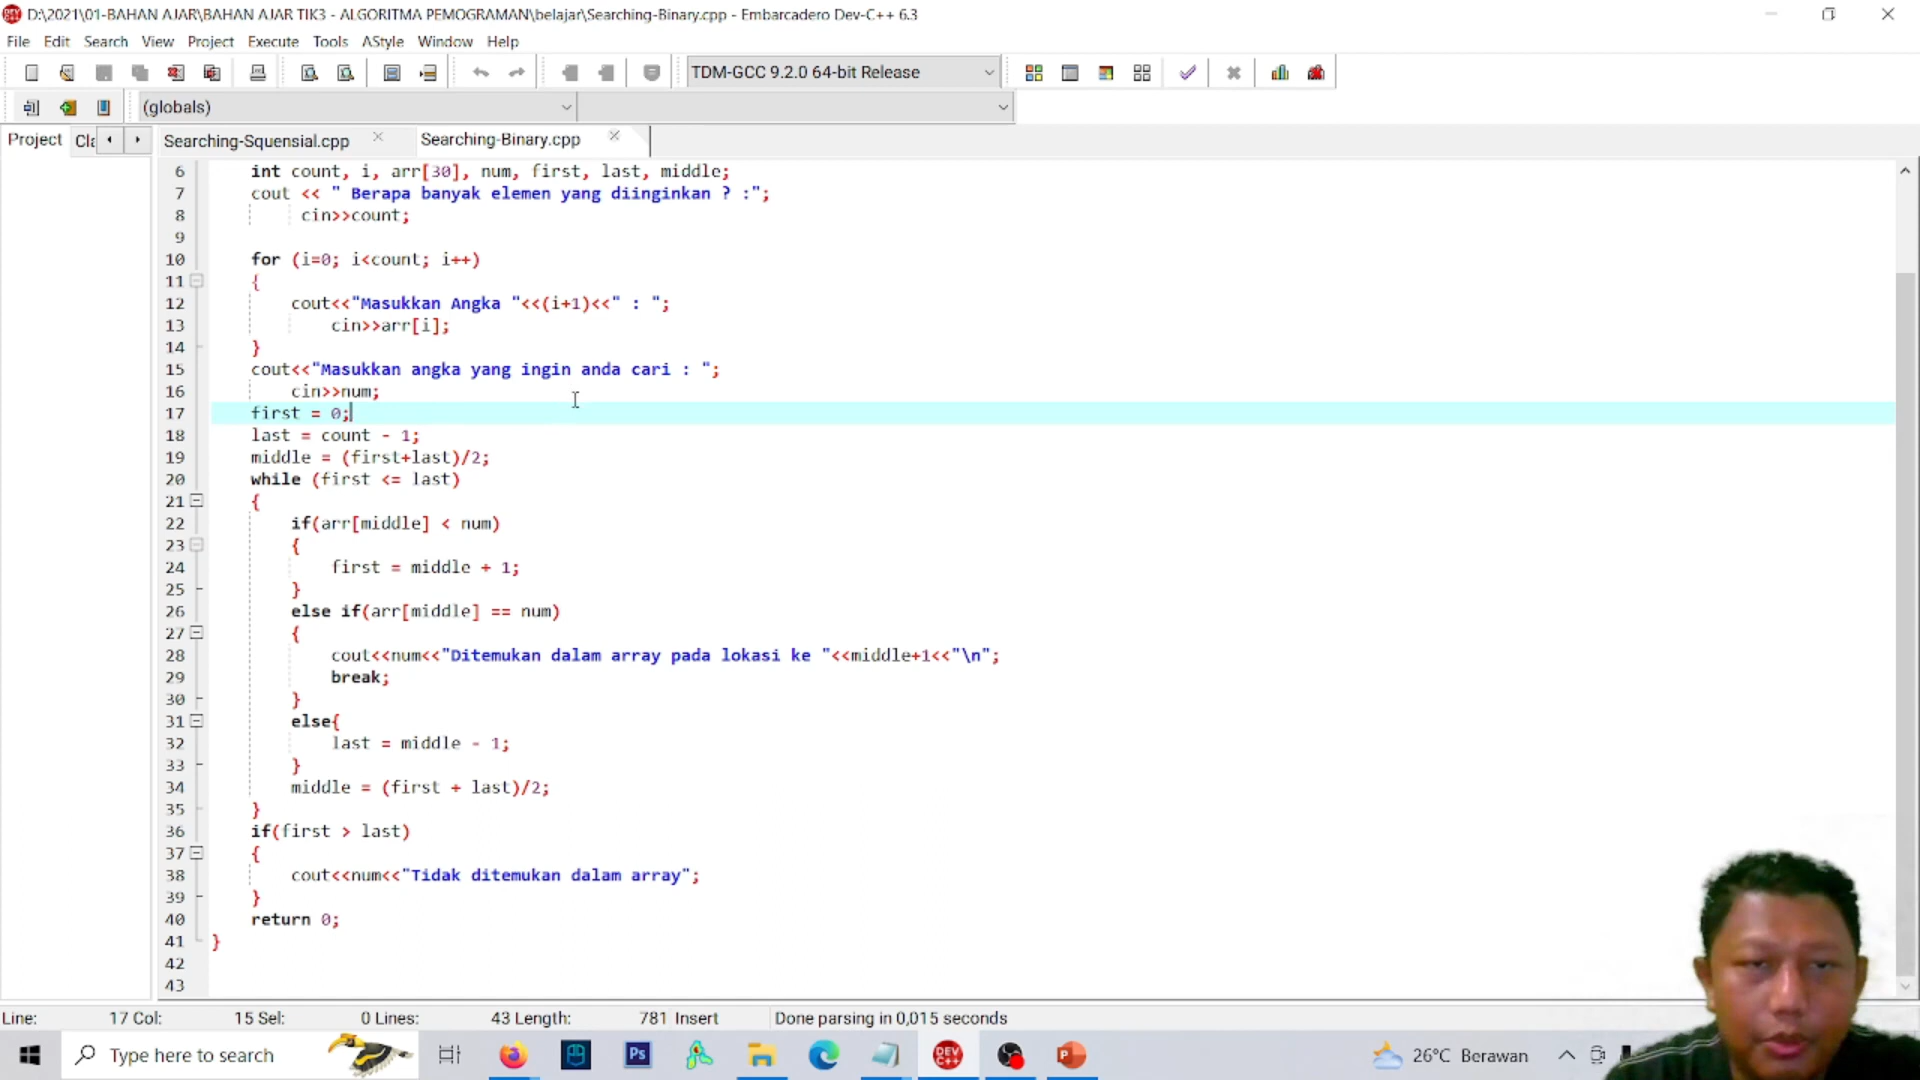 D:\2021\01-BAHAN AJAR\BAHAN AJAR TIK3 - ALGORITMA PEMOGRAMAN\belajar\Searching-Binary.cpp - Embarcadero Dev-C++ 6.3
File Edit Search View Project Execute Tools AStyle Window Help
TDM-GCC 9.2.0 64-bit Release
(globals)
Project Cla Searching-Squensial.cpp Searching-Binary.cpp
6 int count, i, arr[30], num, first, last, middle;
7 cout << " Berapa banyak elemen yang diinginkan ? :";
8 cin>>count;
9
10 for (i=0; i<count; i++)
11 {
12 cout<<"Masukkan Angka "<<(i+1)<<" : ";
13 cin>>arr[i];
14 }
15 cout<<"Masukkan angka yang ingin anda cari : ";
16 cin>>num;
17 first = 0;
18 last = count - 1;
19 middle = (first+last)/2;
20 while (first <= last)
21 {
22 if(arr[middle] < num)
23 {
24 first = middle + 1;
25 }
26 else if(arr[middle] == num)
27 {
28 cout<<num<<"Ditemukan dalam array pada lokasi ke "<<middle+1<<"\n";
29 break;
30 }
31 else{
32 last = middle - 1;
33 }
34 middle = (first + last)/2;
35 }
36 if(first > last)
37 {
38 cout<<num<<"Tidak ditemukan dalam array";
39 }
40 return 0;
41 }
42
43
Line: 17 Col: 15 Sel: 0 Lines: 43 Length: 781 Insert Done parsing in 0,015 seconds
Type here to search Ps DEV C++ P 26°C Berawan